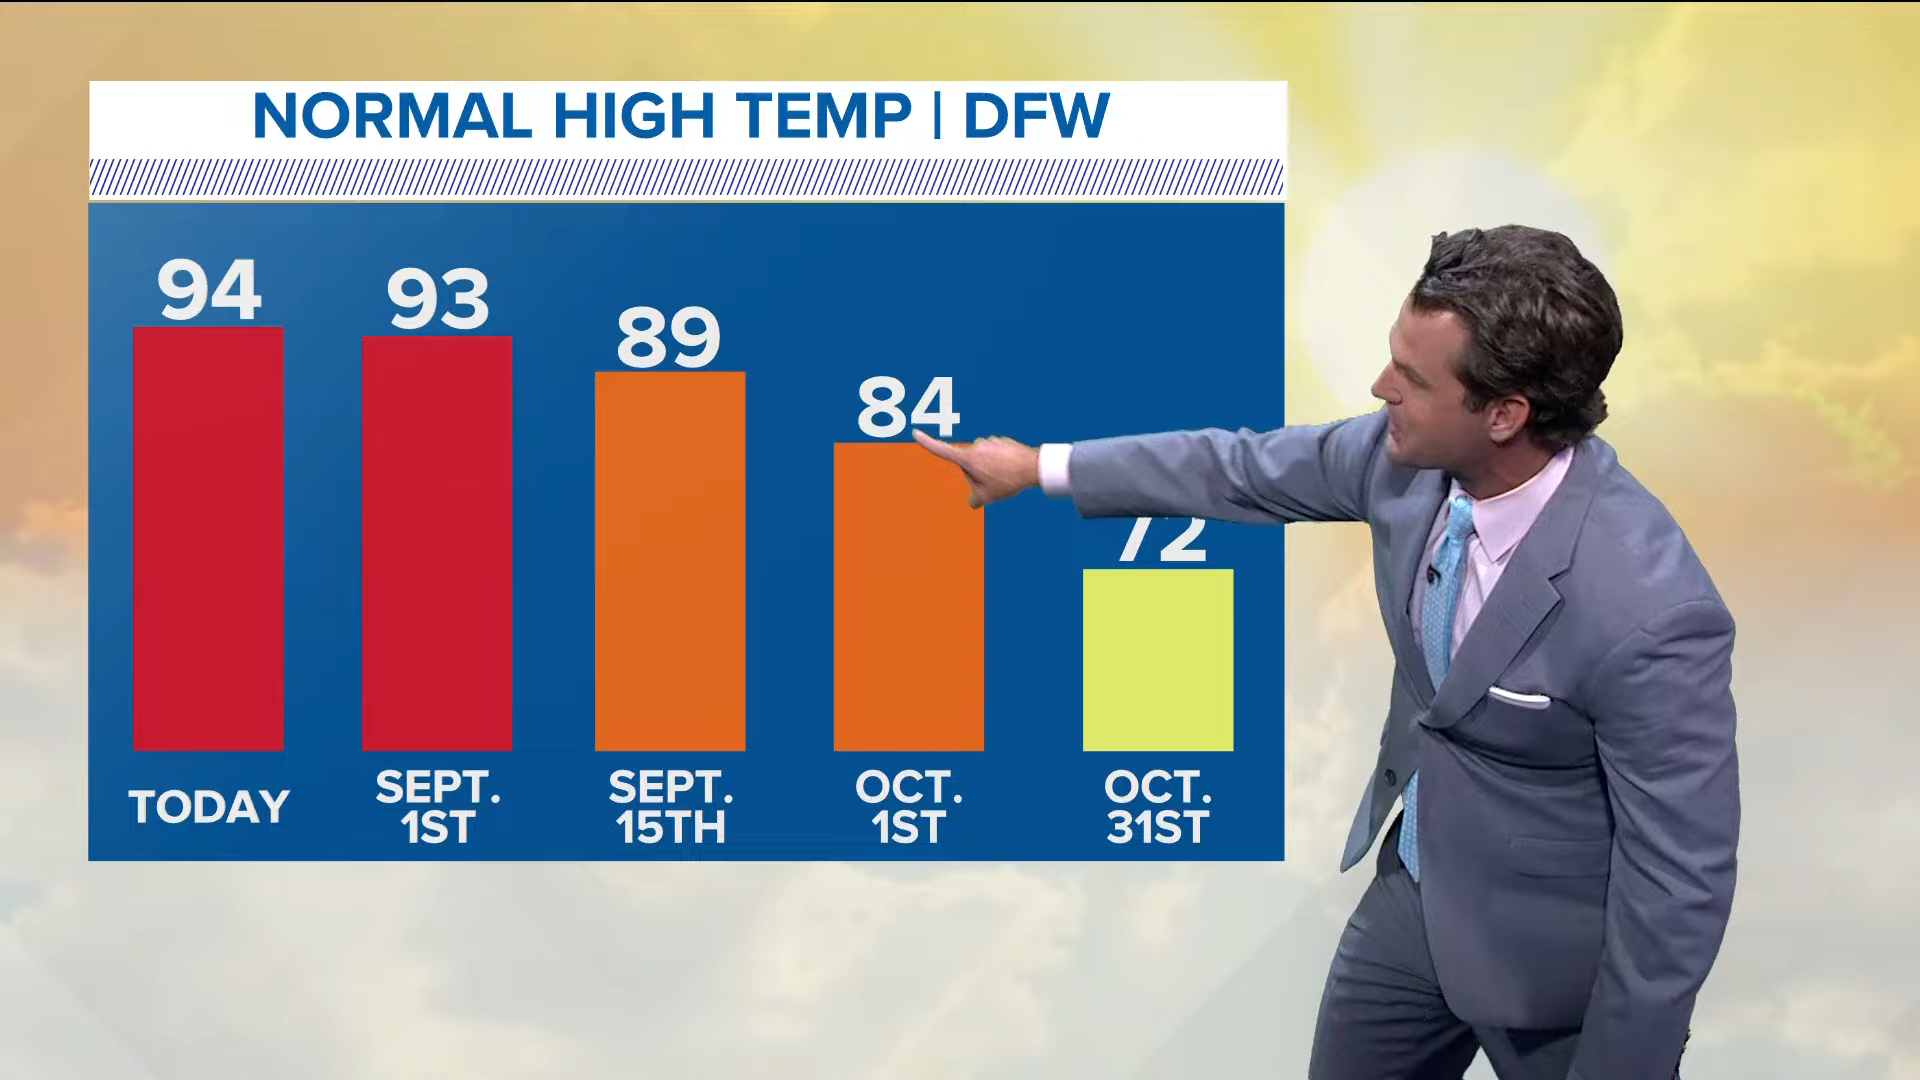 NORMAL HIGH TEMP | DFW
94
93
89
84
72
TODAY
SEPT.
1ST
SEPT.
15TH
OCT.
1ST
OCT.
31ST